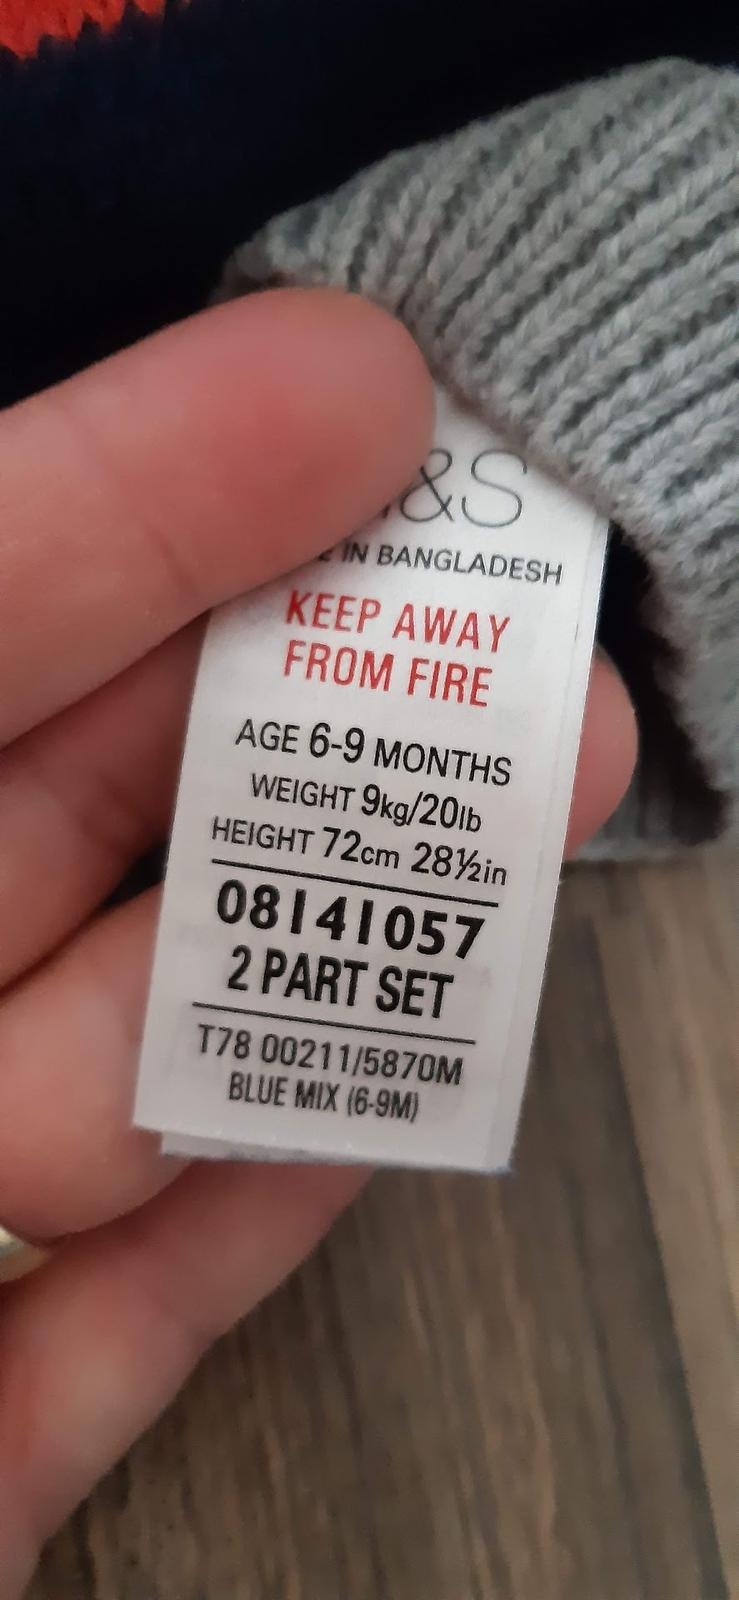 &S
IN BANGLADESH
KEEP AWAY
FROM FIRE
AGE 6-9 MONTHS
WEIGHT 9kg/20lb
HEIGHT 72cm 28½in
08141057
2 PART SET
T78 00211/5870M
BLUE MIX (6-9M)